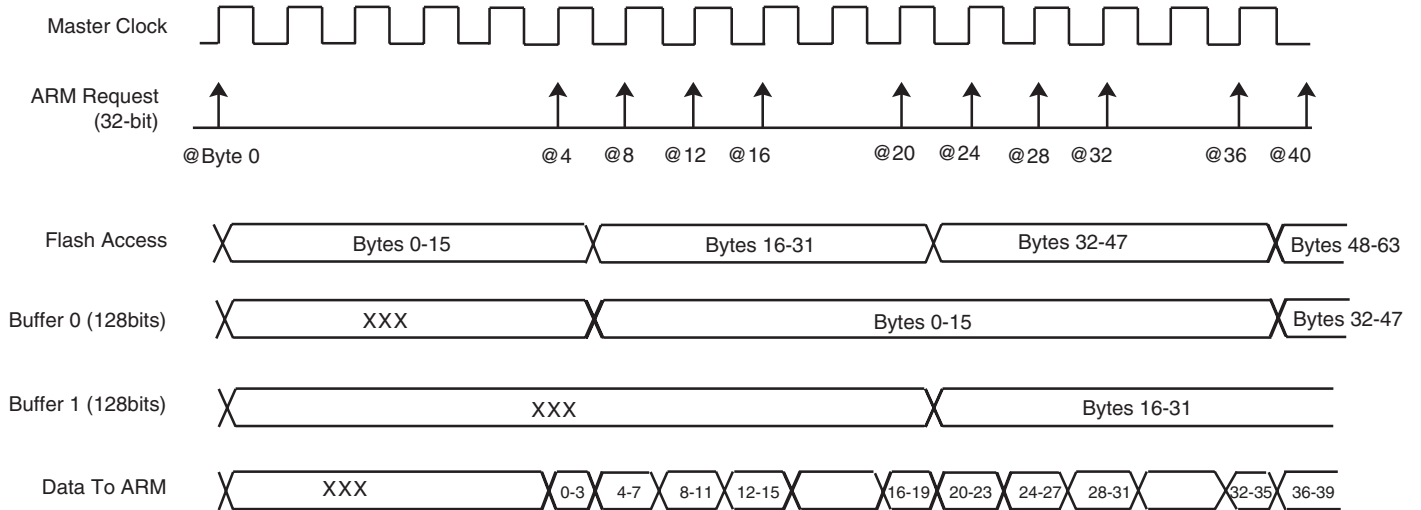 Master Clock
ARM Request
(32-bit)
@Byte 0 @4 @8 @12 @16 @20 @24 @28 @32 @36 @40
Flash Access Bytes 0-15 Bytes 16-31 Bytes 32-47 Bytes 48-63
Buffer 0 (128bits) XXX Bytes 0-15 Bytes 32-47
Buffer 1 (128bits) XXX Bytes 16-31
Data To ARM XXX 0-3 4-7 8-11 12-15 16-19 20-23 24-27 28-31 32-35 36-39